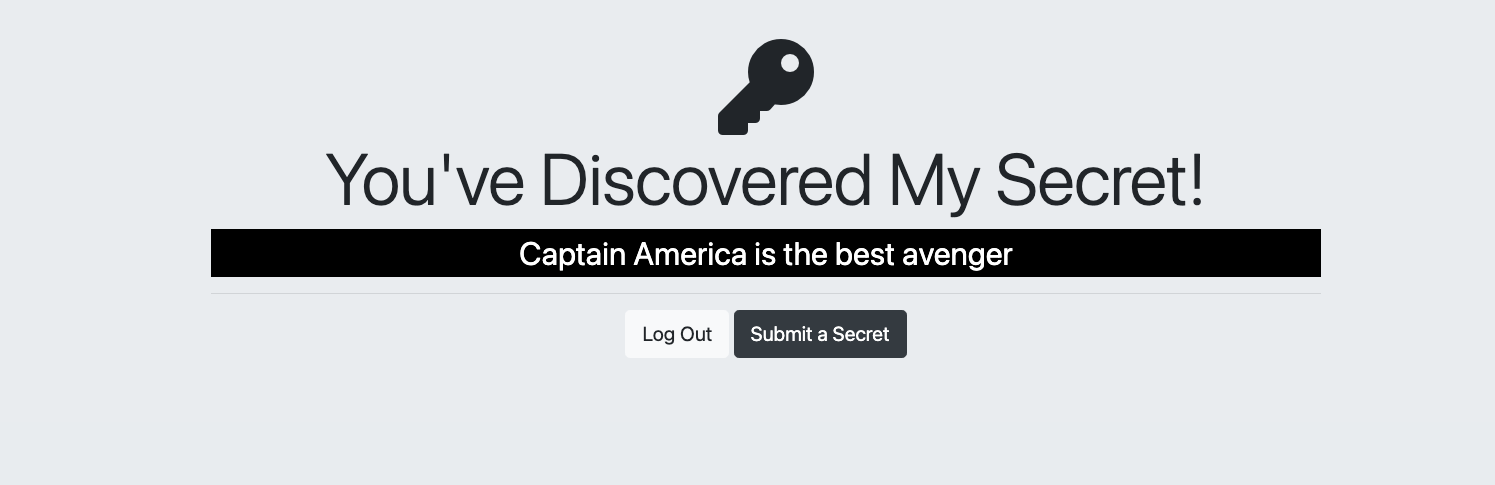 You've Discovered My Secret!
Captain America is the best avenger
Log Out
Submit a Secret